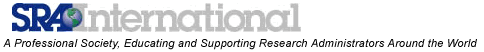 SRA International
A Professional Society, Educating and Supporting Research Administrators Around the World